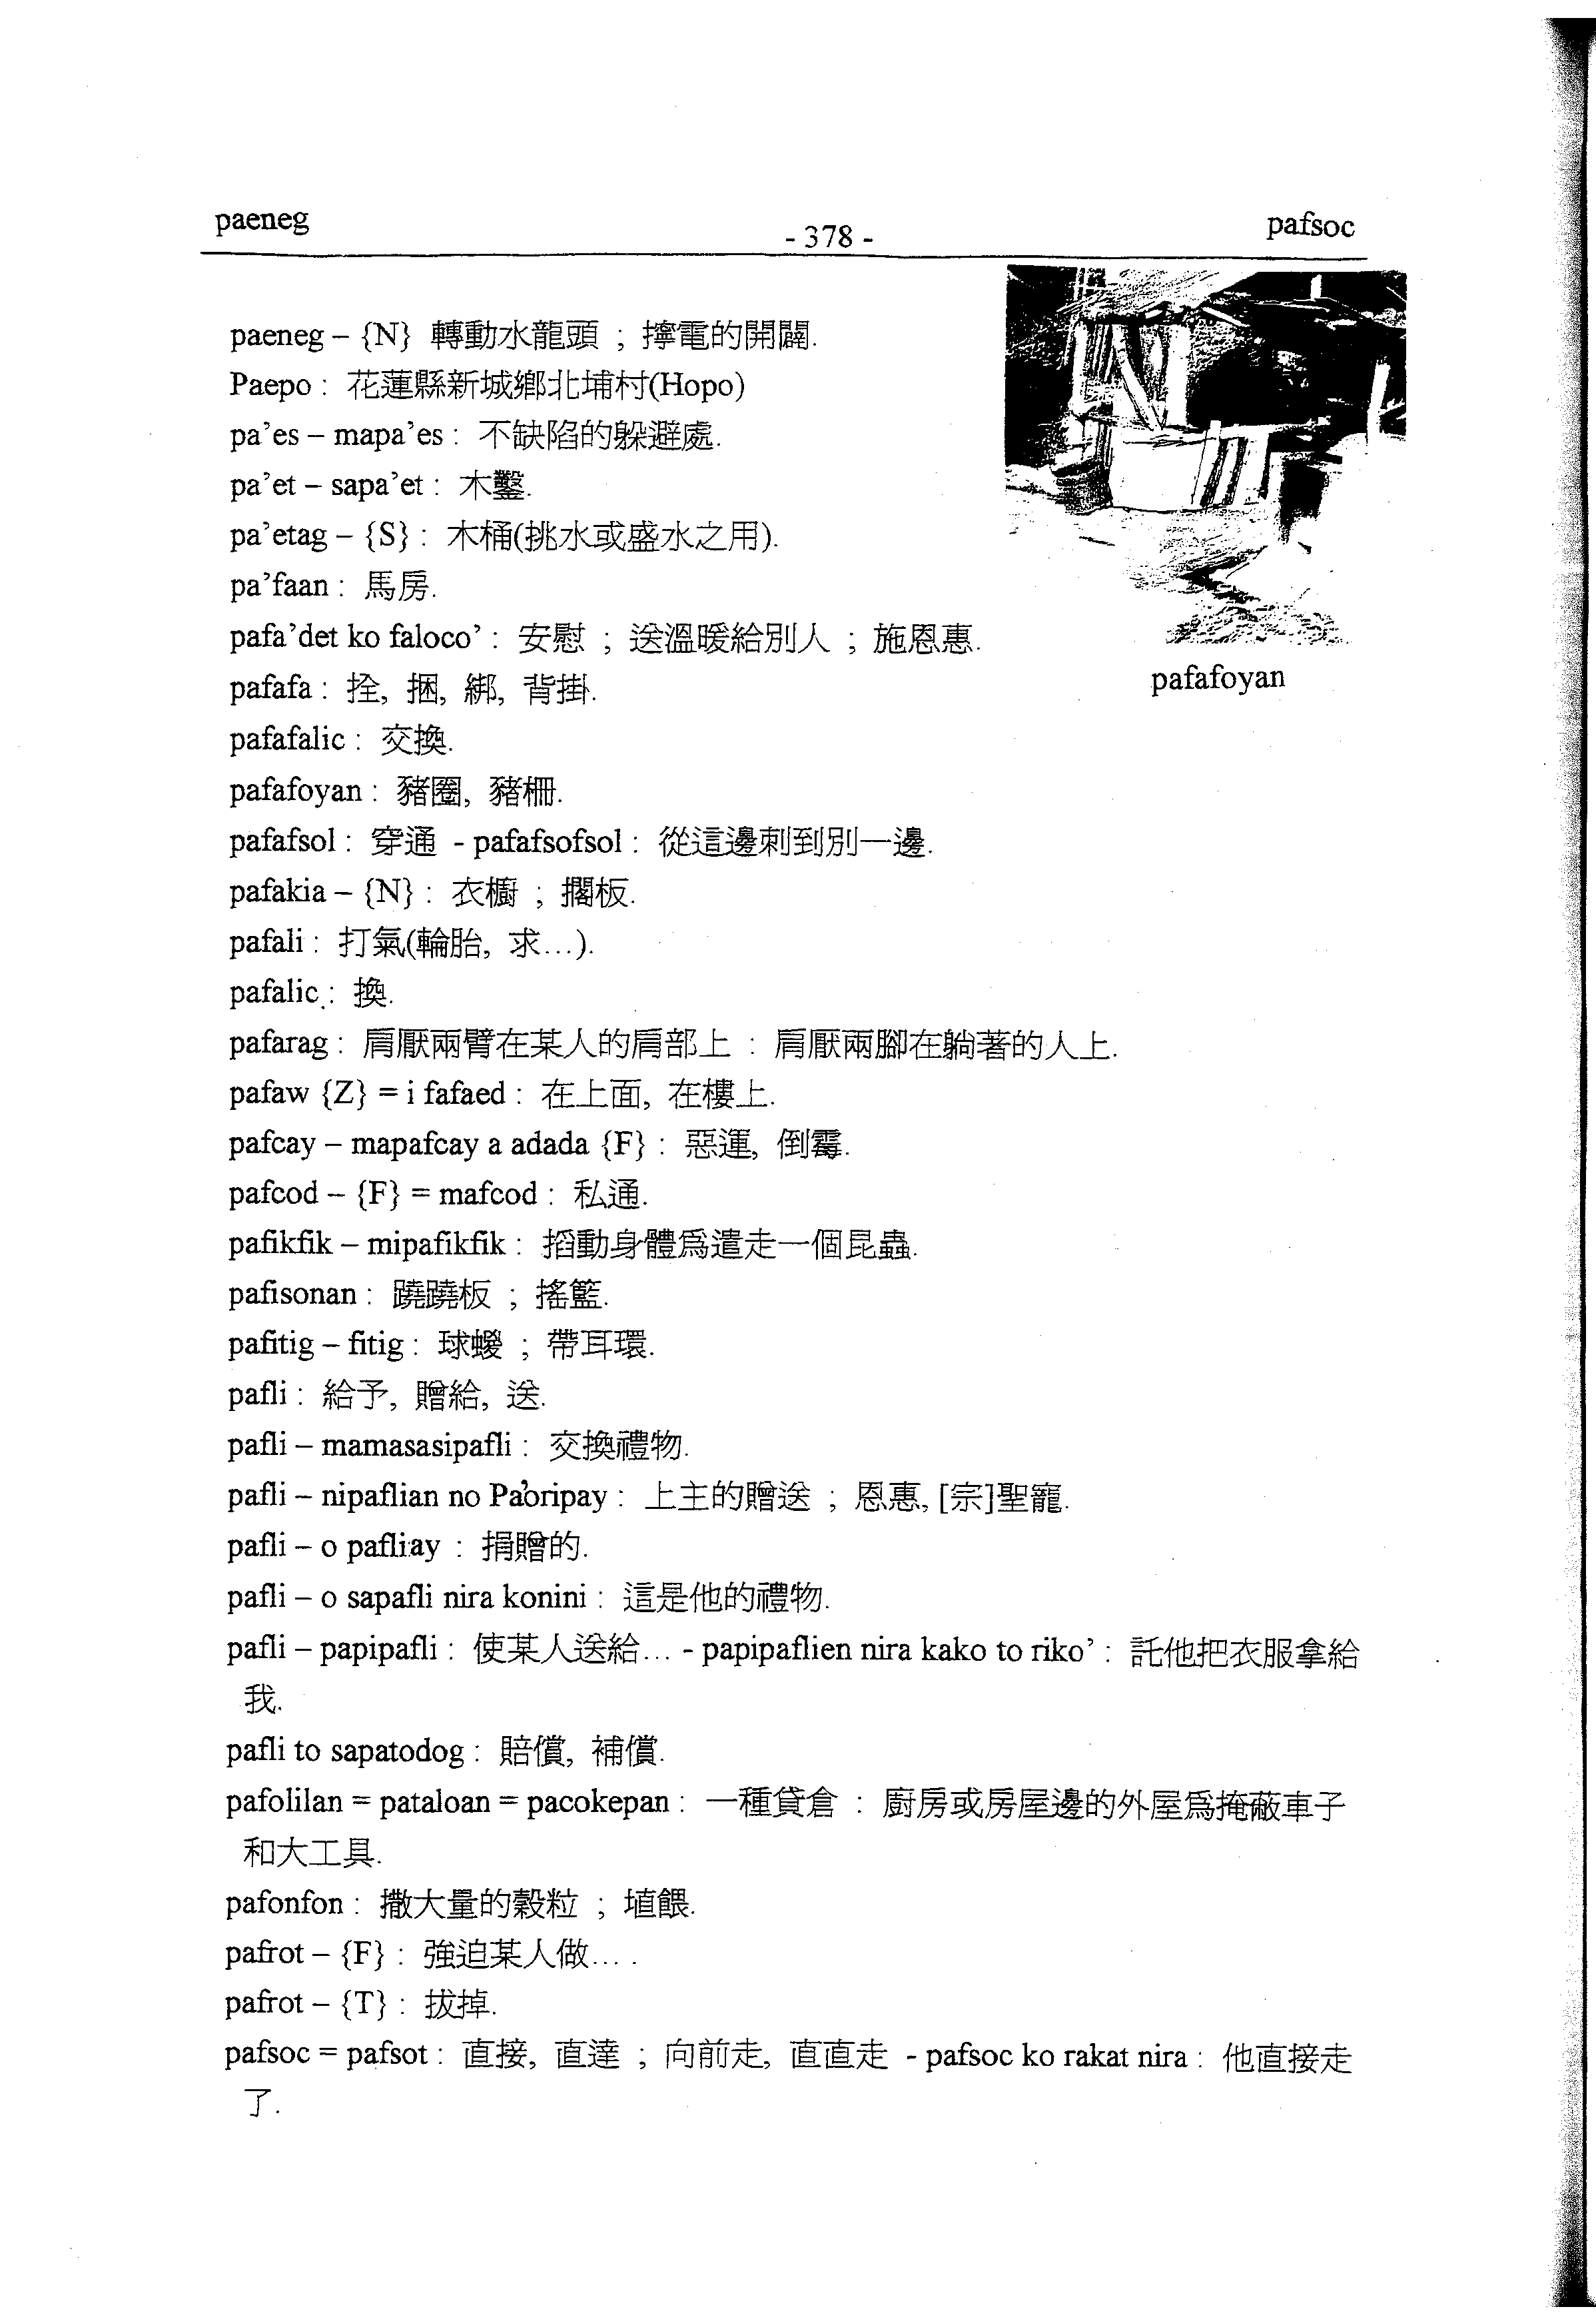 paeneg
- 378 -
pafsoc
paeneg – {N} 轉動水龍頭 ; 擰電的開關.
Paepo : 花蓮縣新城鄉北埔村(Hopo)
pa’es – mapa’es : 不缺陷的躲避處.
pa’et – sapa’et : 木鑿.
pa’etag – {S} : 木桶(挑水或盛水之用).
pa’faan : 馬房.
pafa’det ko faloco’ : 安慰 ; 送溫暖給別人 ; 施恩惠.
pafafa : 拴, 捆, 綁, 背掛.
pafafoyan
pafafalic : 交換.
pafafoyan : 豬圈, 豬柵.
pafafsol : 穿通 - pafafsofsol : 從這邊刺到別一邊.
pafakia – {N} : 衣櫥 ; 擱板.
pafali : 打氣(輪胎, 求...).
pafalic : 換.
pafarag : 肩厭兩臂在某人的肩部上 : 肩厭兩腳在躺著的人上.
pafaw {Z} = i fafaed : 在上面, 在樓上.
pafcay – mapafcay a adada {F} : 惡運, 倒霉.
pafcod – {F} = mafcod : 私通.
pafikfik – mipafikfik : 搯動身體爲遣走一個昆蟲.
pafisonan : 蹺蹺板 ; 搖籃.
pafitig – fitig : 球螋 ; 帶耳環.
pafli : 給予, 贈給, 送.
pafli – mamasasipafli : 交換禮物.
pafli – nipaflian no Pa’oripay : 上主的贈送 ; 恩惠, [宗]聖寵.
pafli – o pafliay : 捐贈的.
pafli – o sapafli nira konini : 這是他的禮物.
pafli – papipafli : 使某人送給... - papipaflien nira kako to riko’ : 託他把衣服拿給
我.
pafli to sapatodog : 賠償, 補償.
pafolilan = pataloan = pacokepan : 一種貸倉 : 廚房或房屋邊的外屋爲掩蔽車子
和大工具.
pafonfon : 撒大量的穀粒 ; 埴餵.
pafrot – {F} : 強迫某人做... .
pafrot – {T} : 拔掉.
pafsoc = pafsot : 直接, 直達 ; 向前走, 直直走 - pafsoc ko rakat nira : 他直接走
了.